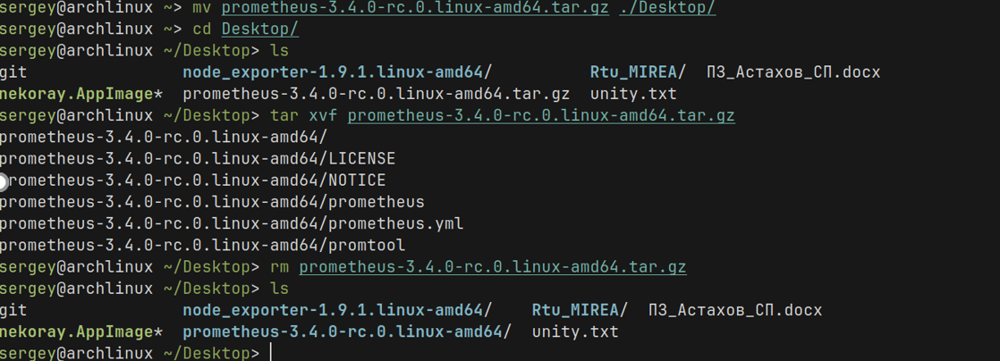 sergey@archlinux ~> mv prometheus-3.4.0-rc.0.linux-amd64.tar.gz ./Desktop/
sergey@archlinux ~> cd Desktop/
sergey@archlinux ~/Desktop> ls
git node_exporter-1.9.1.linux-amd64/ Rtu_MIREA/ ПЗ_Астахов_СП.docx
nekoray.AppImage* prometheus-3.4.0-rc.0.linux-amd64.tar.gz unity.txt
sergey@archlinux ~/Desktop> tar xvf prometheus-3.4.0-rc.0.linux-amd64.tar.gz
prometheus-3.4.0-rc.0.linux-amd64/
prometheus-3.4.0-rc.0.linux-amd64/LICENSE
prometheus-3.4.0-rc.0.linux-amd64/NOTICE
prometheus-3.4.0-rc.0.linux-amd64/prometheus
prometheus-3.4.0-rc.0.linux-amd64/prometheus.yml
prometheus-3.4.0-rc.0.linux-amd64/promtool
sergey@archlinux ~/Desktop> rm prometheus-3.4.0-rc.0.linux-amd64.tar.gz
sergey@archlinux ~/Desktop> ls
git node_exporter-1.9.1.linux-amd64/ Rtu_MIREA/ ПЗ_Астахов_СП.docx
nekoray.AppImage* prometheus-3.4.0-rc.0.linux-amd64/ unity.txt
sergey@archlinux ~/Desktop>